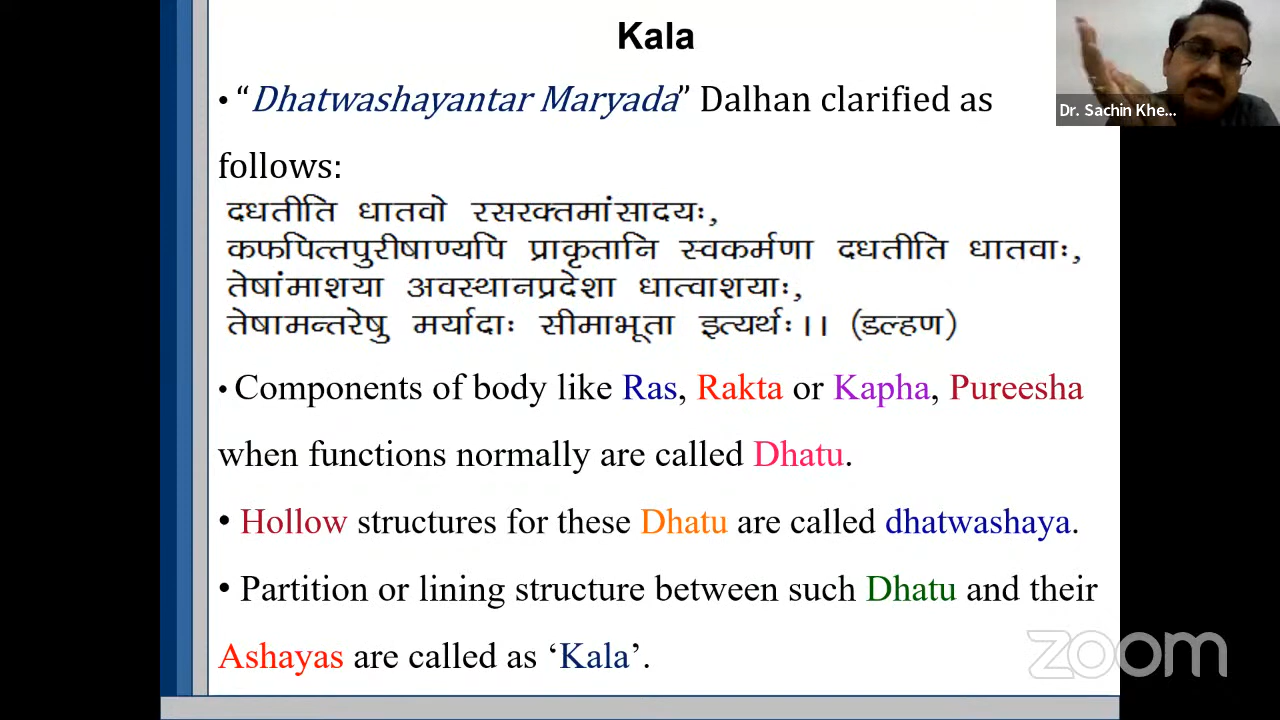 Kala
• “Dhatwashayantar Maryada” Dalhan clarified as
follows:
दधतीति धातवो रसरक्तमांसादयः,
कफपित्तपुरीषाण्यपि प्राकृतानि स्वकर्मणा दधतीति धातवाः,
तेषांमाशया अवस्थानप्रदेशा धात्वाशयाः,
तेषामन्तरेषु मर्यादाः सीमाभूता इत्यर्थः।। (डल्हण)
• Components of body like Ras, Rakta or Kapha, Pureesha
when functions normally are called Dhatu.
• Hollow structures for these Dhatu are called dhatwashaya.
• Partition or lining structure between such Dhatu and their
Ashayas are called as ‘Kala’.
Dr. Sachin Khe...
zoom